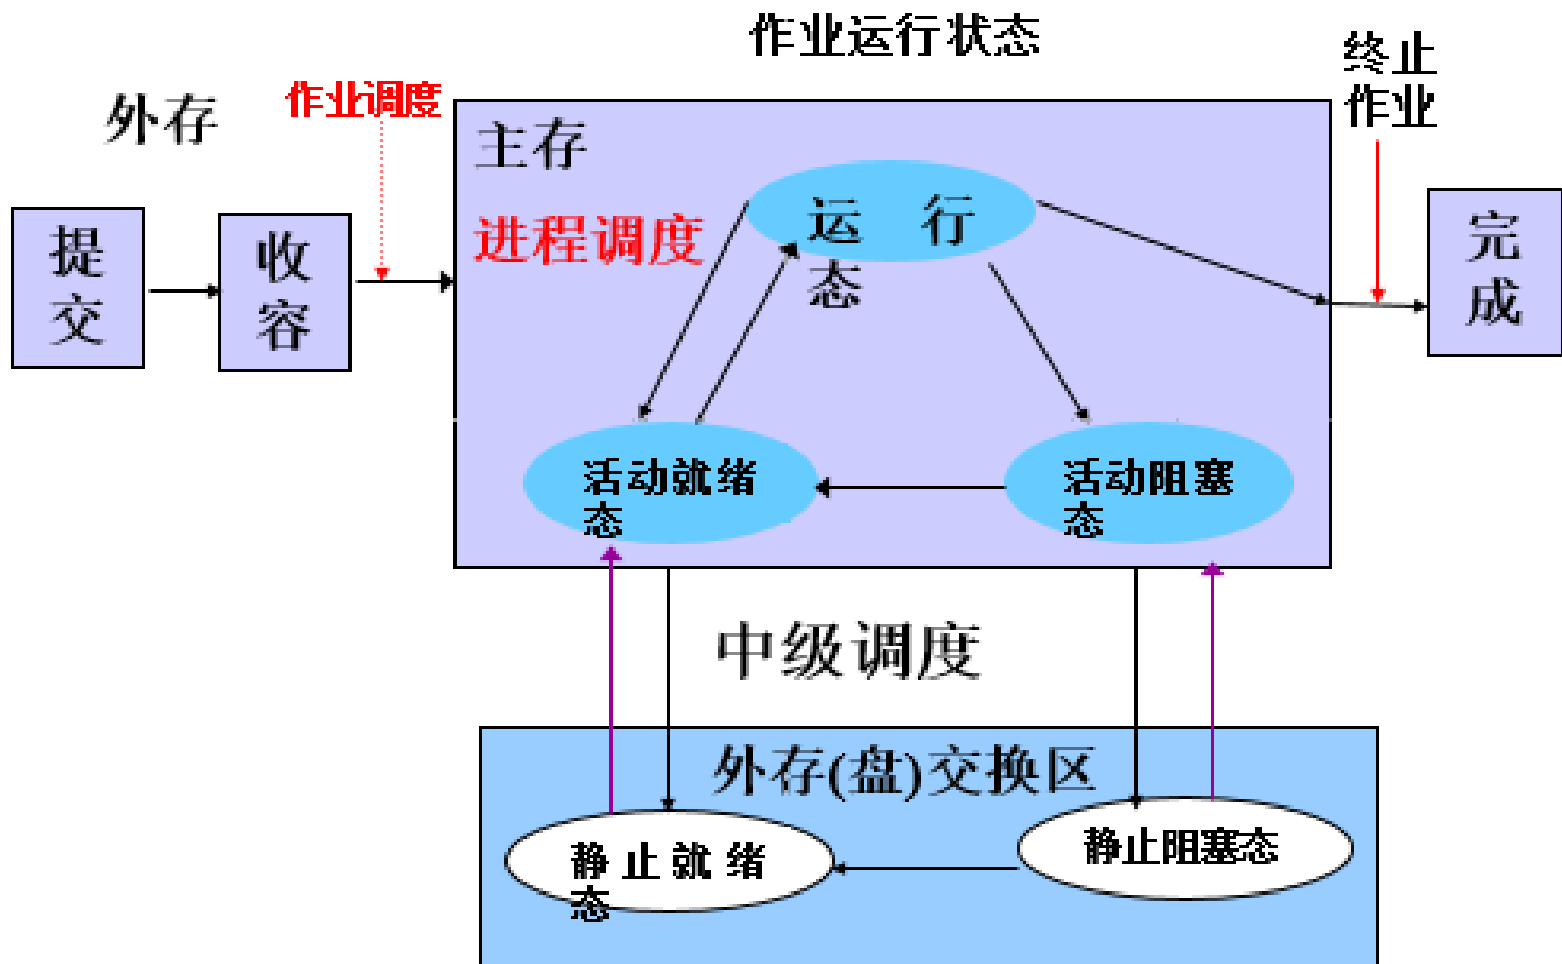 作业运行状态
终止
作业
外存
作业调度
主存
进程调度
运 行
态
提
交
收
容
完
成
活动就绪
态
活动阻塞
态
中级调度
外存(盘)交换区
静止就绪
态
静止阻塞态